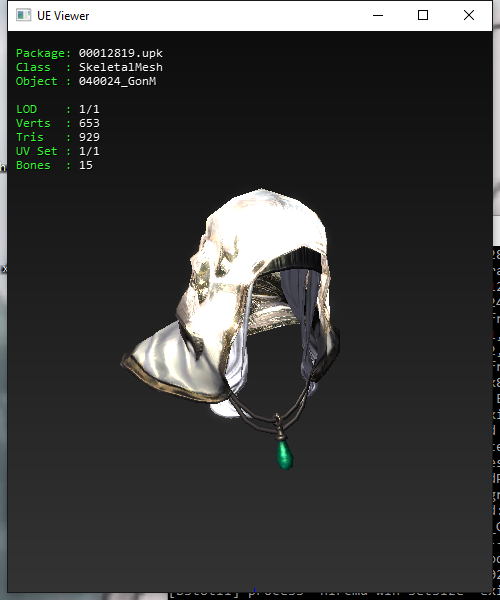 UE Viewer
Package: 00012819.upk
Class : SkeletalMesh
Object : 040024_GonM
LOD : 1/1
Verts : 653
Tris : 929
UV Set : 1/1
Bones : 15